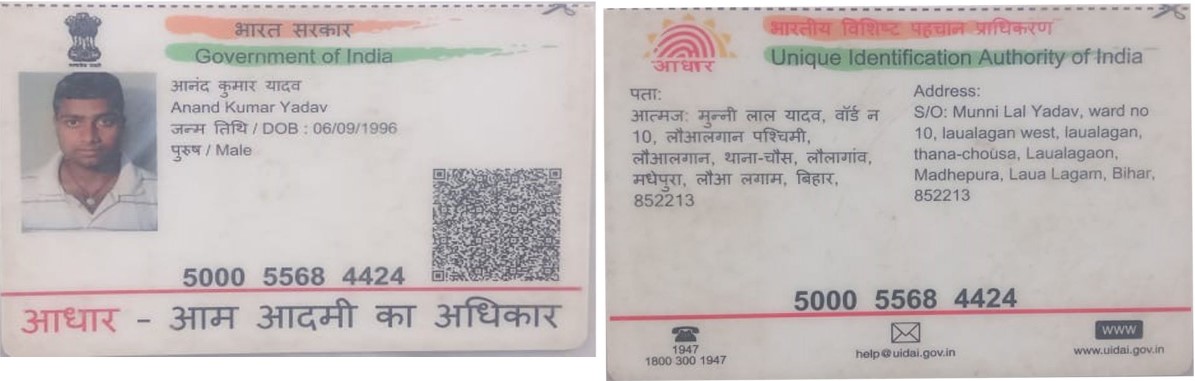 भारत सरकार
Government of India
आनंद कुमार यादव
Anand Kumar Yadav
जन्म तिथि / DOB : 06/09/1996
पुरुष / Male
5000 5568 4424
आधार - आम आदमी का अधिकार
भारतीय विशिष्ट पहचान प्राधिकरण
Unique Identification Authority of India
आधार
पता:
आत्मज: मुन्नी लाल यादव, वॉर्ड न
10, लौआलगान पश्चिमी,
लौआलगान, थाना-चौस, लौलागांव,
मधेपुरा, लौआ लगाम, बिहार,
852213
Address:
S/O: Munni Lal Yadav, ward no
10, laualagan west, laualagan,
thana-chousa, Laualagaon,
Madhepura, Laua Lagam, Bihar,
852213
5000 5568 4424
1947
1800 300 1947
help@uidai.gov.in
www
www.uidai.gov.in